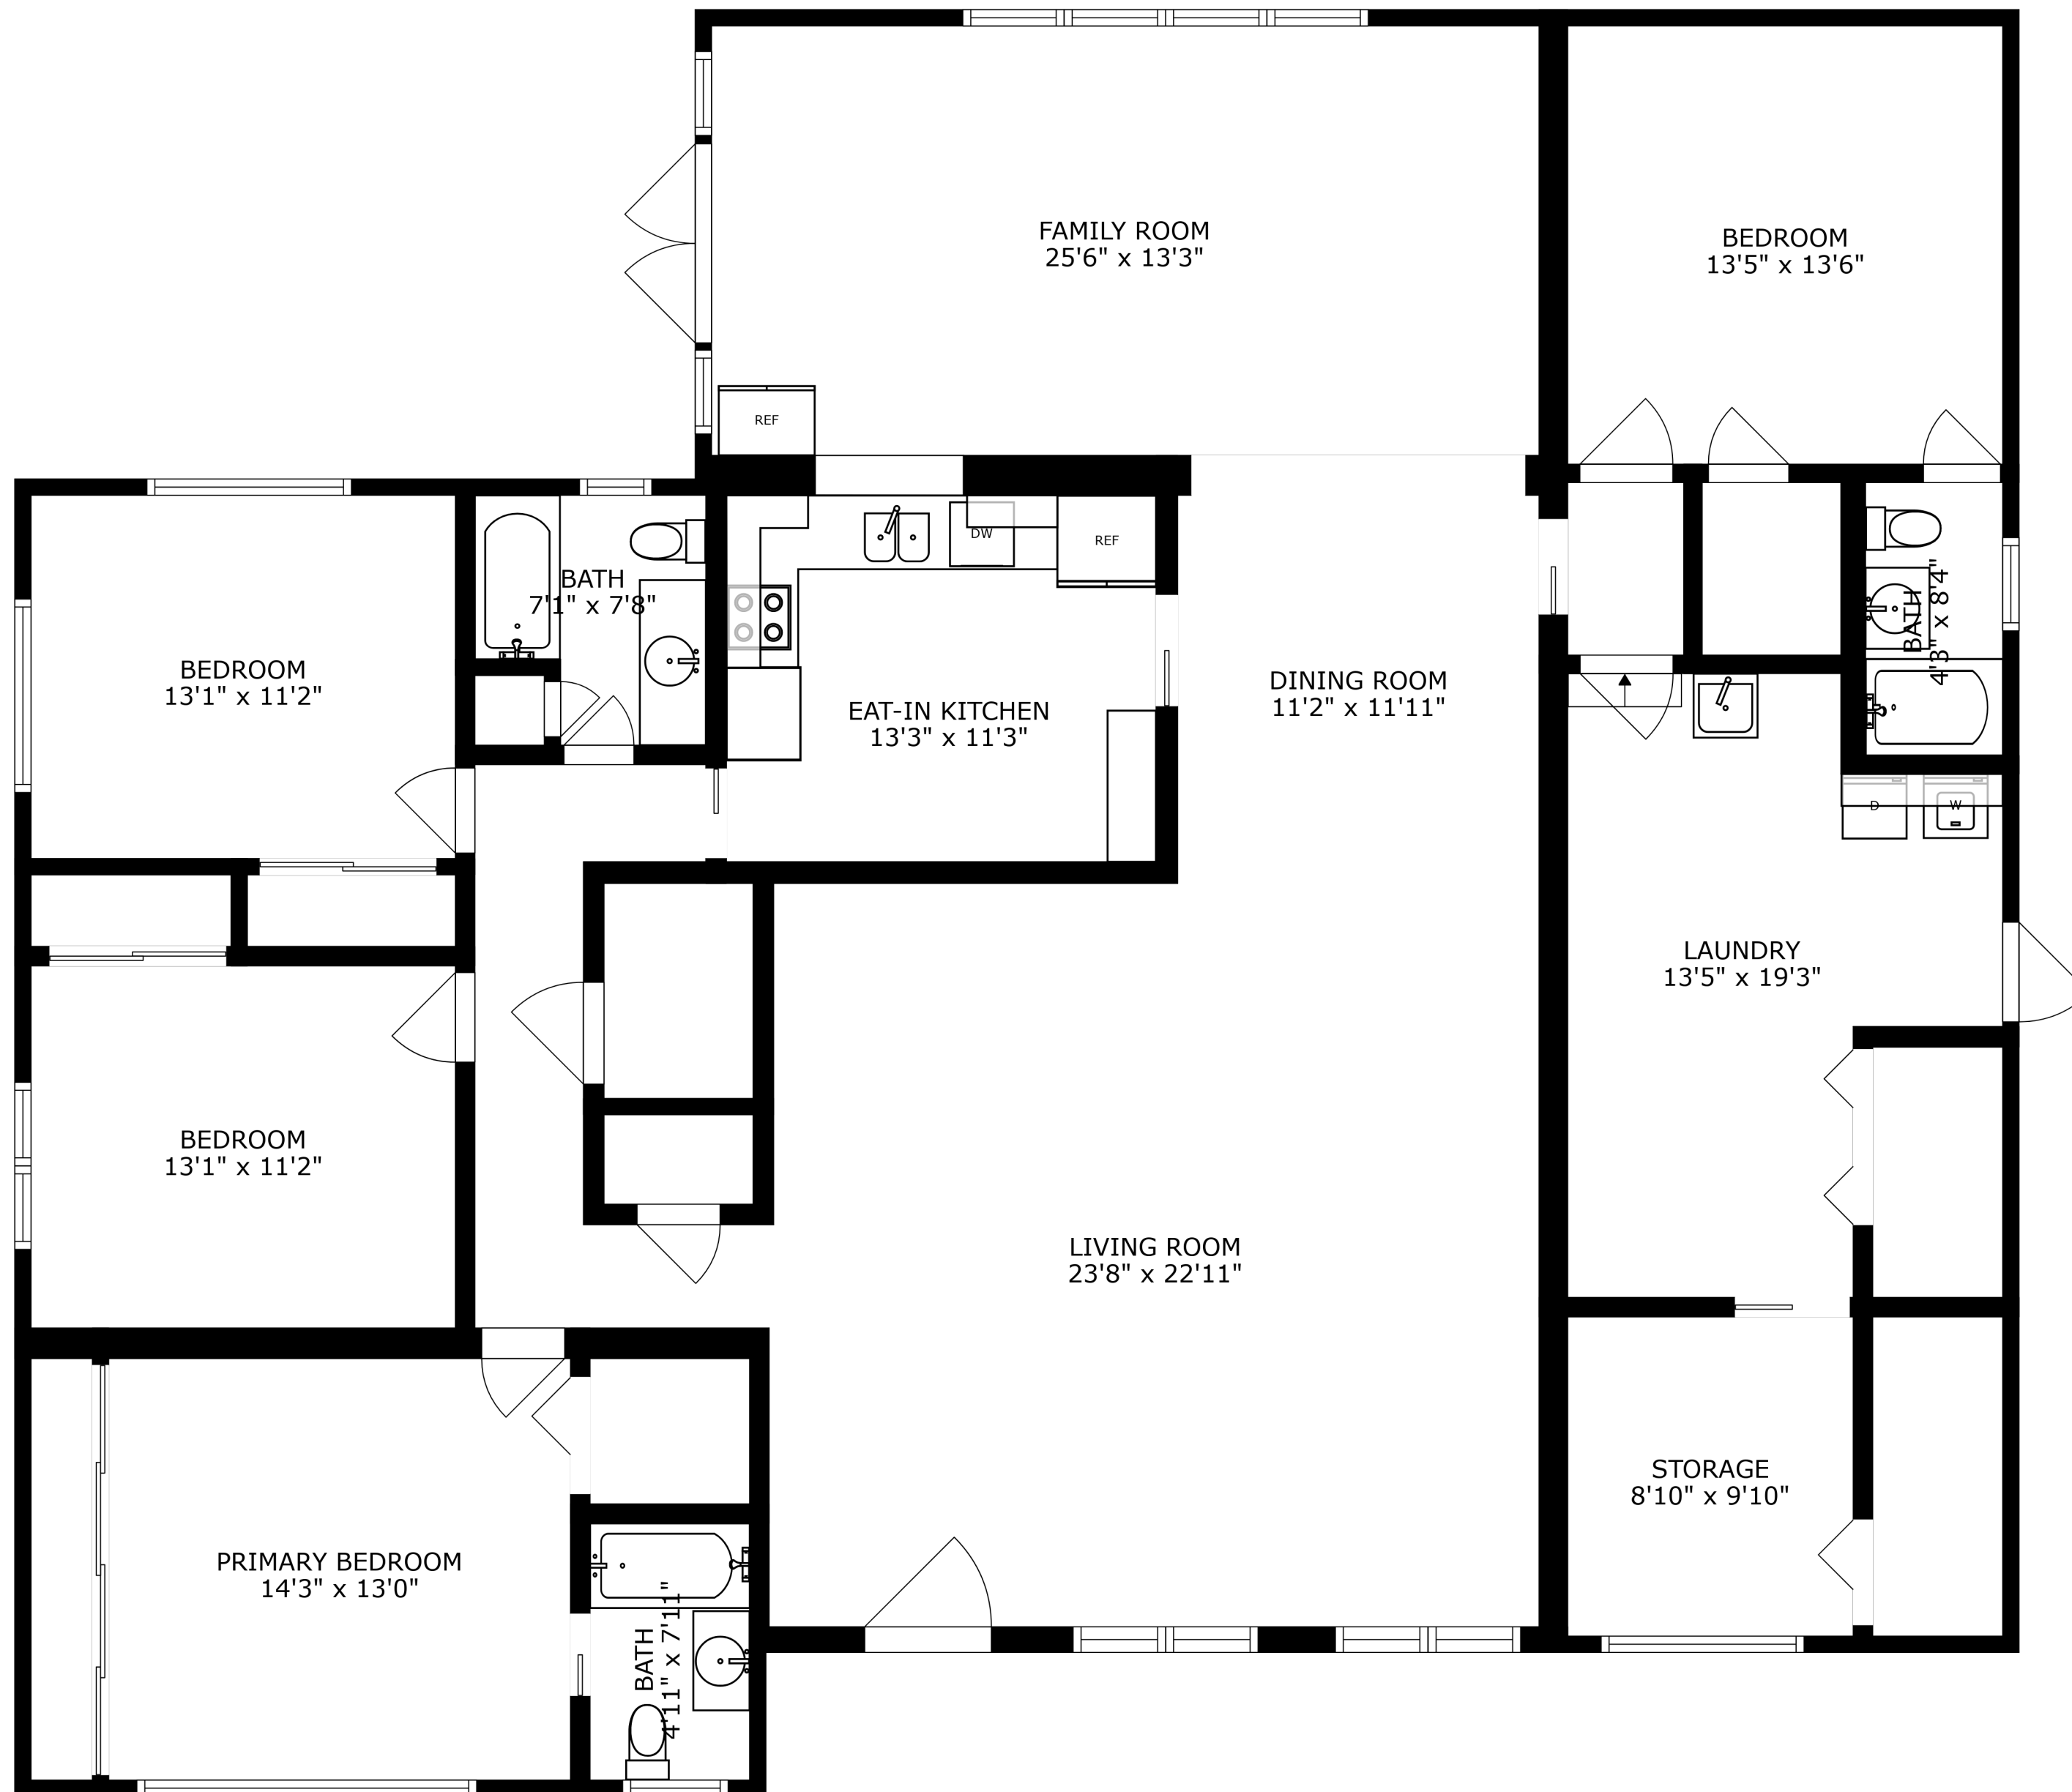 FAMILY ROOM
25'6" x 13'3"
BEDROOM
13'5" x 13'6"
REF
DW
REF
BATH
7'1" x 7'8"
BATH
4'3" x 8'4"
BEDROOM
13'1" x 11'2"
EAT-IN KITCHEN
13'3" x 11'3"
DINING ROOM
11'2" x 11'11"
D
W
LAUNDRY
13'5" x 19'3"
BEDROOM
13'1" x 11'2"
LIVING ROOM
23'8" x 22'11"
STORAGE
8'10" x 9'10"
PRIMARY BEDROOM
14'3" x 13'0"
BATH
4'11" x 7'11"